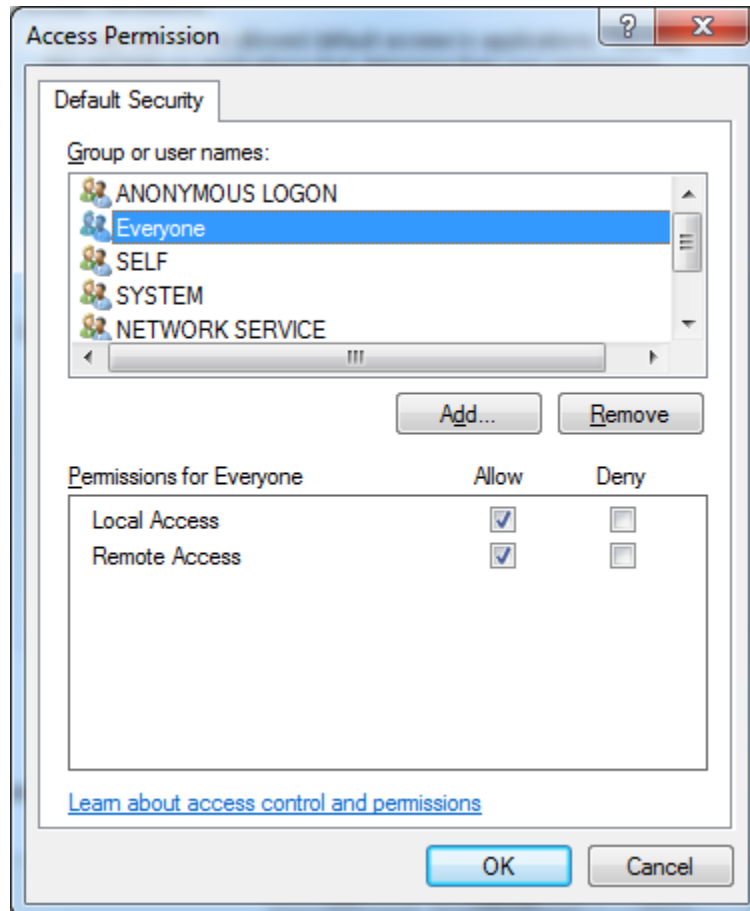 Access Permission
Default Security
Group or user names:
ANONYMOUS LOGON
Everyone
SELF
SYSTEM
NETWORK SERVICE
Add... Remove
Permissions for Everyone Allow Deny
Local Access
Remote Access
Learn about access control and permissions
OK Cancel